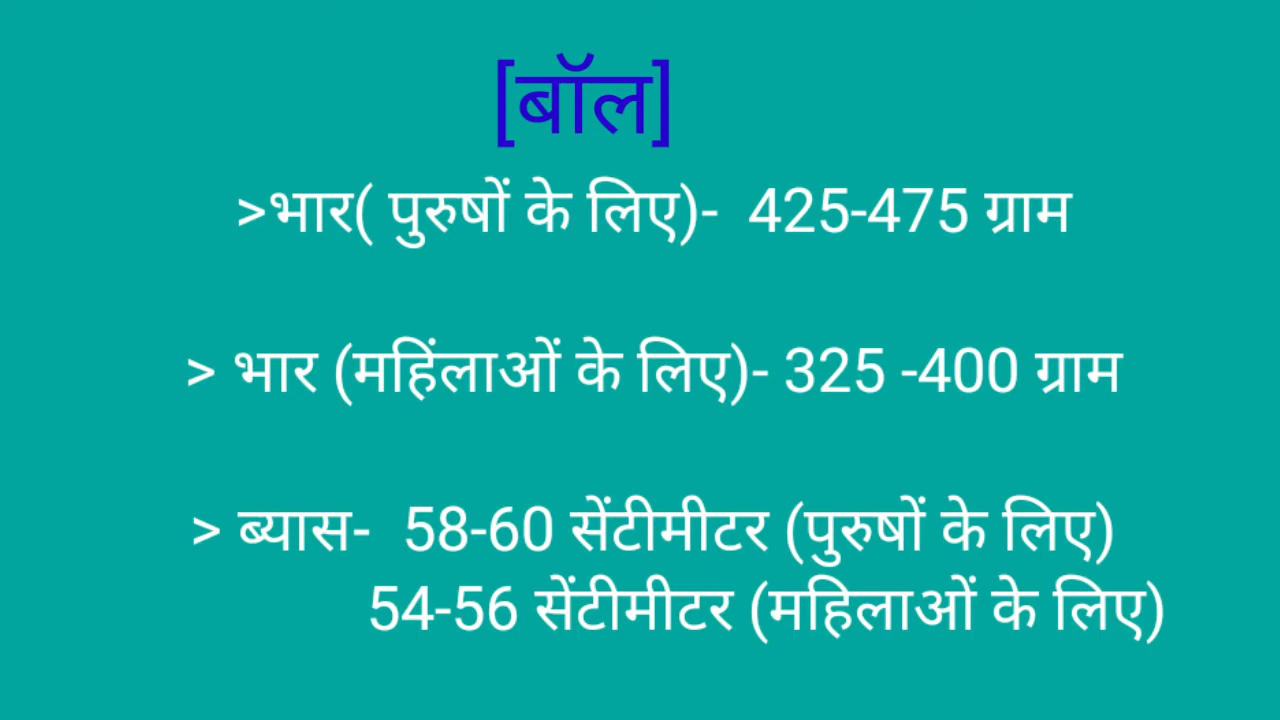 [बॉल]
>भार( पुरुषों के लिए)- 425-475 ग्राम
> भार (महिंलाओं के लिए)- 325 -400 ग्राम
> ब्यास- 58-60 सेंटीमीटर (पुरुषों के लिए)
54-56 सेंटीमीटर (महिलाओं के लिए)